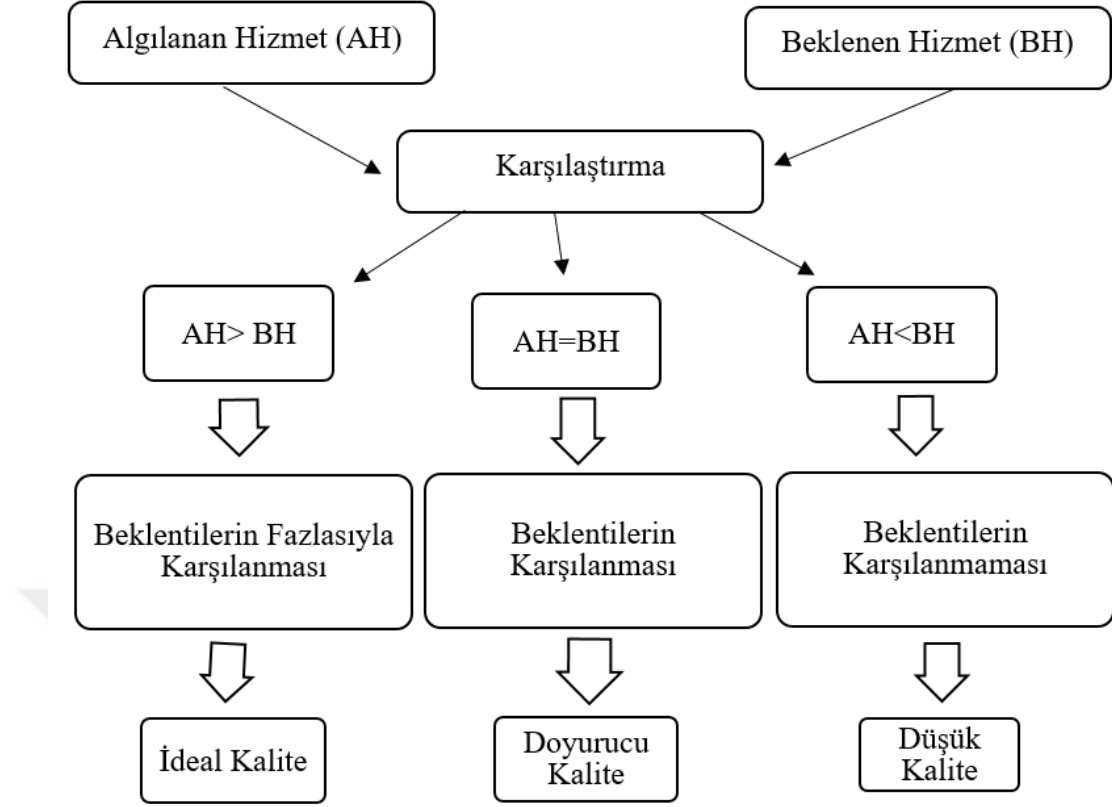 Algılanan Hizmet (AH)
Beklenen Hizmet (BH)
Karşılaştırma
AH> BH
AH=BH
AH<BH
Beklentilerin Fazlasıyla
Karşılanması
Beklentilerin
Karşılanması
Beklentilerin
Karşılanmaması
İdeal Kalite
Doyurucu
Kalite
Düşük
Kalite